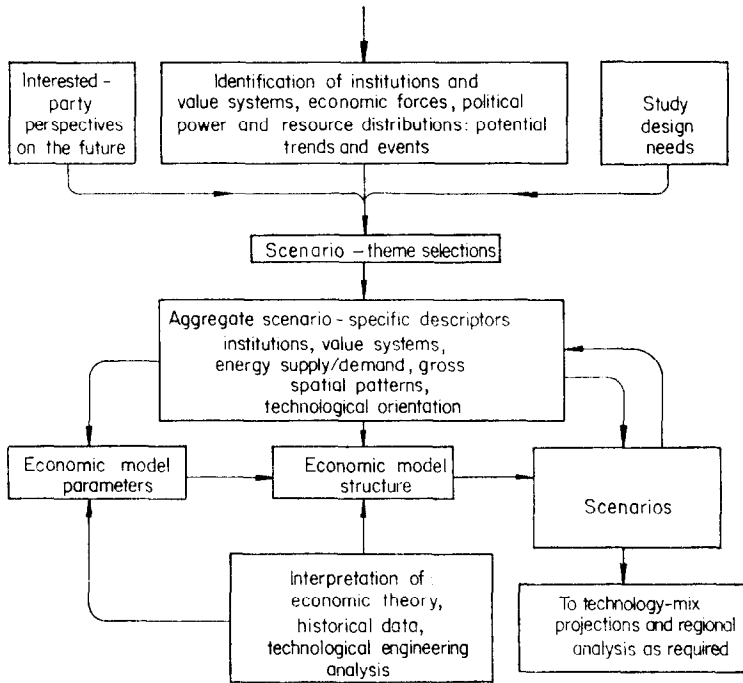 Interested-
party
perspectives
on the future
Identification of institutions and
value systems, economic forces, political
power and resource distributions: potential
trends and events
Study
design
needs
Scenario - theme selections
Aggregate scenario - specific descriptors
institutions, value systems,
energy supply/demand, gross
spatial patterns,
technological orientation
Economic model
parameters
Economic model
structure
Scenarios
Interpretation of:
economic theory,
historical data,
technological engineering
analysis
To technology-mix
projections and regional
analysis as required